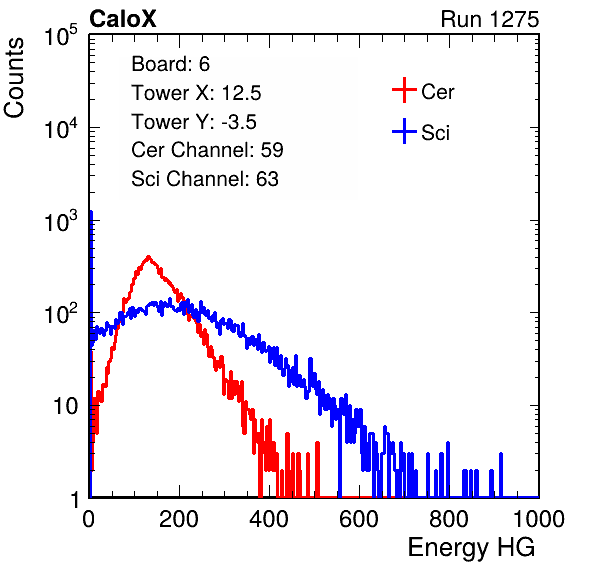 CaloX Run 1275
Counts
Board: 6
Tower X: 12.5
Tower Y: -3.5
Cer Channel: 59
Sci Channel: 63
Cer
Sci
10^5
10^4
10^3
10^2
10
1
0 200 400 600 800 1000
Energy HG